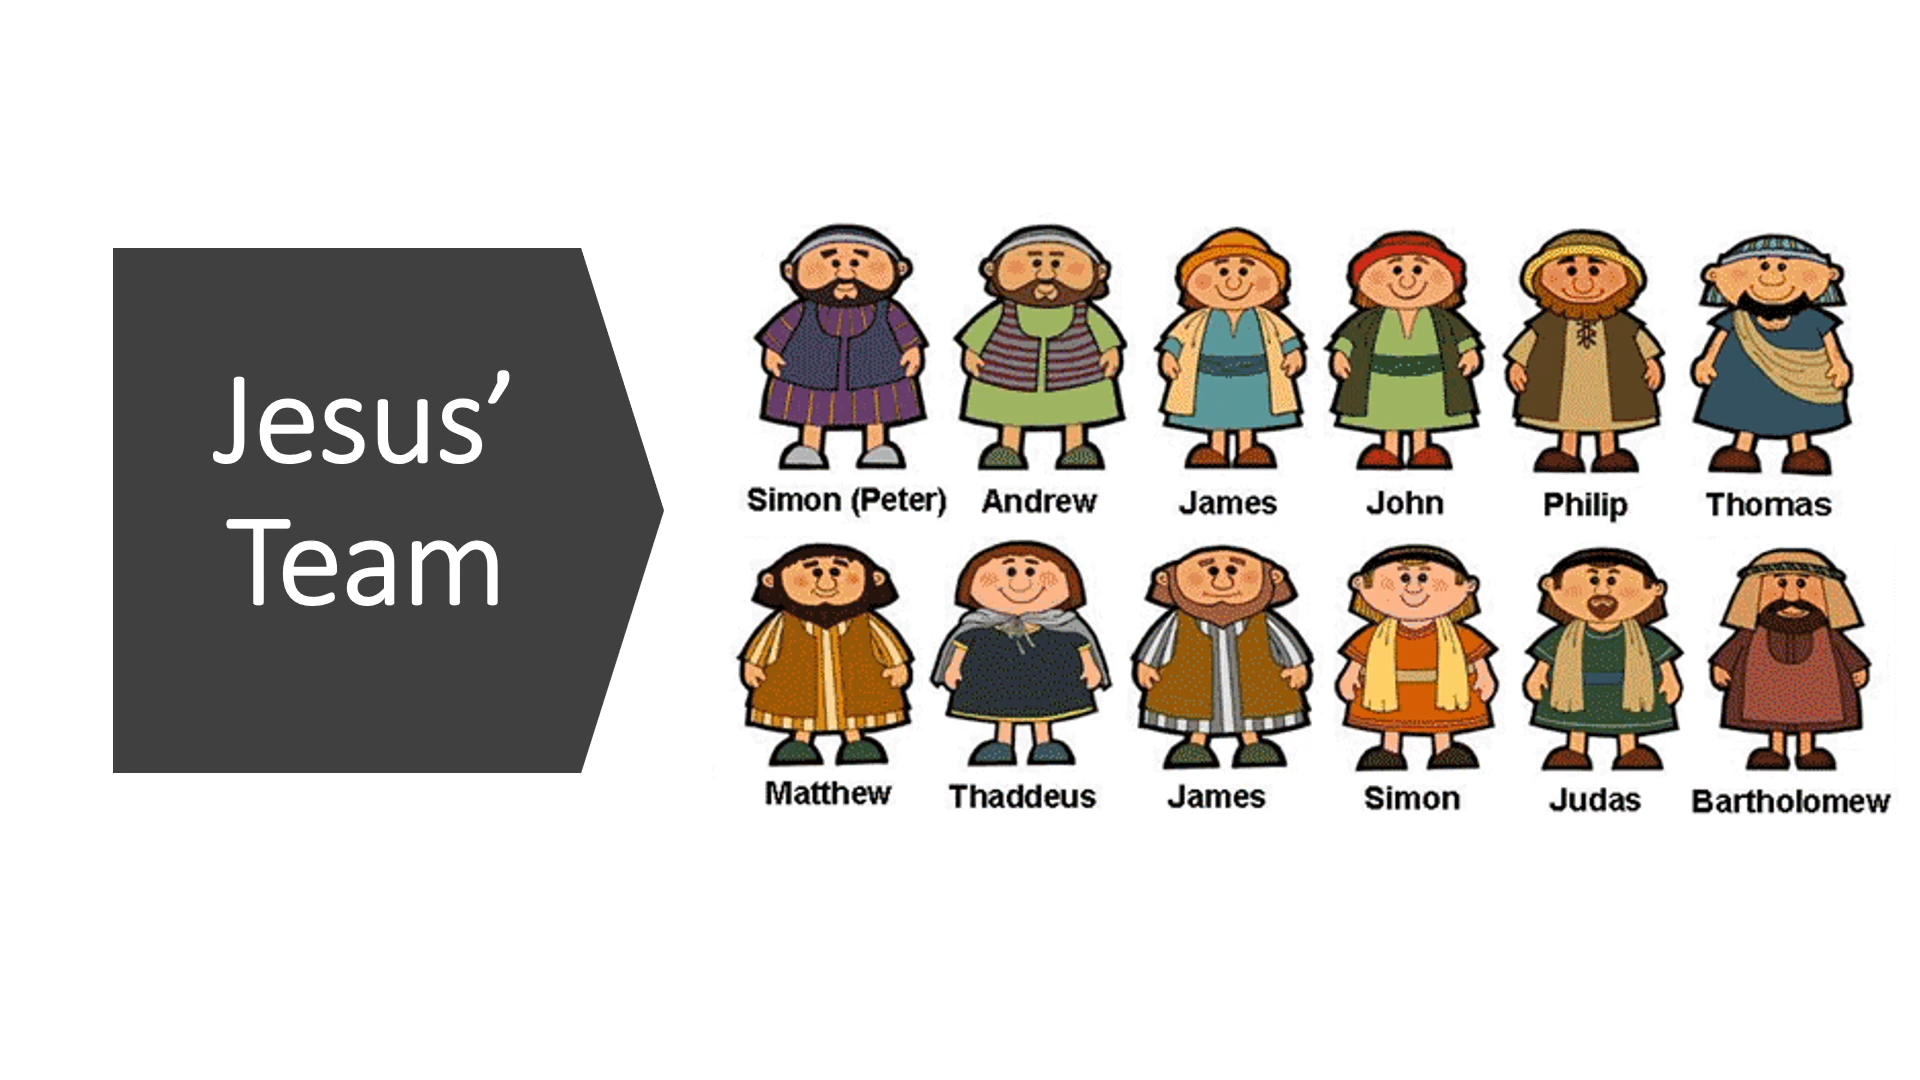 Jesus’
Team
Simon (Peter) Andrew James John Philip Thomas
Matthew Thaddeus James Simon Judas Bartholomew